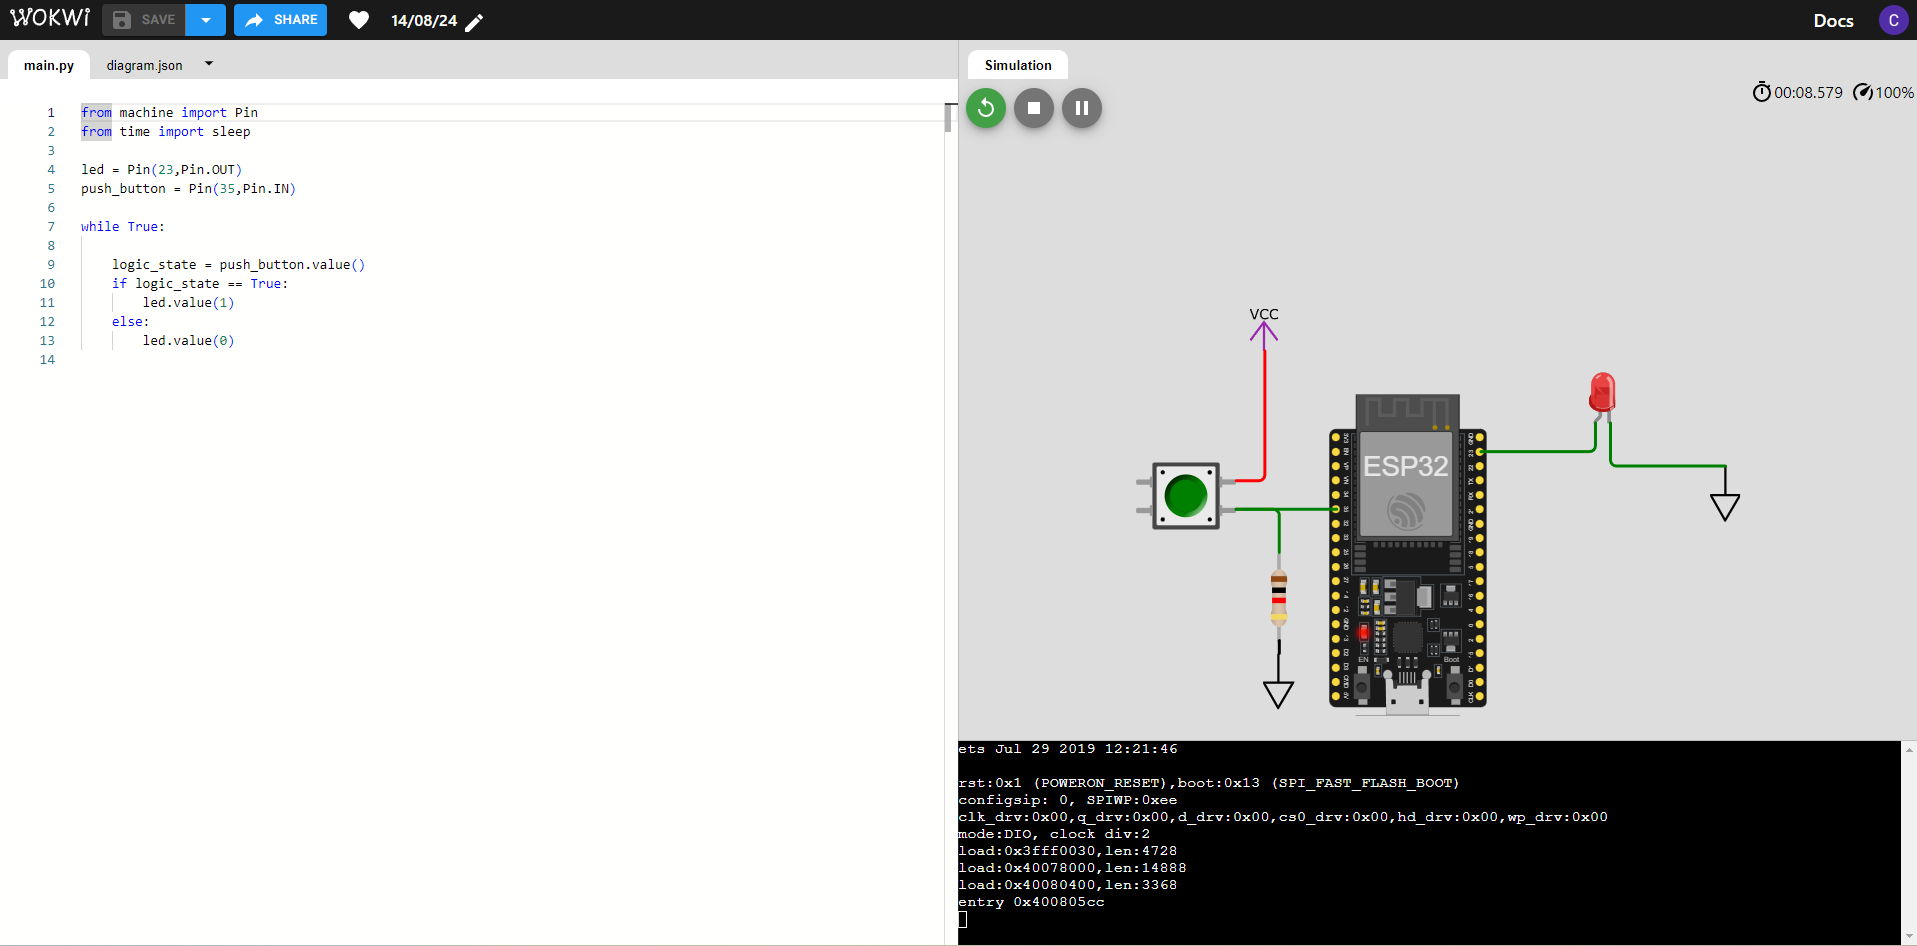 WOKWi SAVE SHARE 14/08/24 Docs C
main.py diagram.json
Simulation
00:08.579 100%
1 from machine import Pin
2 from time import sleep
3
4 led = Pin(23,Pin.OUT)
5 push_button = Pin(35,Pin.IN)
6
7 while True:
8
9 logic_state = push_button.value()
10 if logic_state == True:
11 led.value(1)
12 else:
13 led.value(0)
14
VCC
ESP32
EN Boot
ets Jul 29 2019 12:21:46
rst:0x1 (POWERON_RESET),boot:0x13 (SPI_FAST_FLASH_BOOT)
configsip: 0, SPIWP:0xee
clk_drv:0x00,q_drv:0x00,d_drv:0x00,cs0_drv:0x00,hd_drv:0x00,wp_drv:0x00
mode:DIO, clock div:2
load:0x3fff0030,len:4728
load:0x40078000,len:14888
load:0x40080400,len:3368
entry 0x400805cc